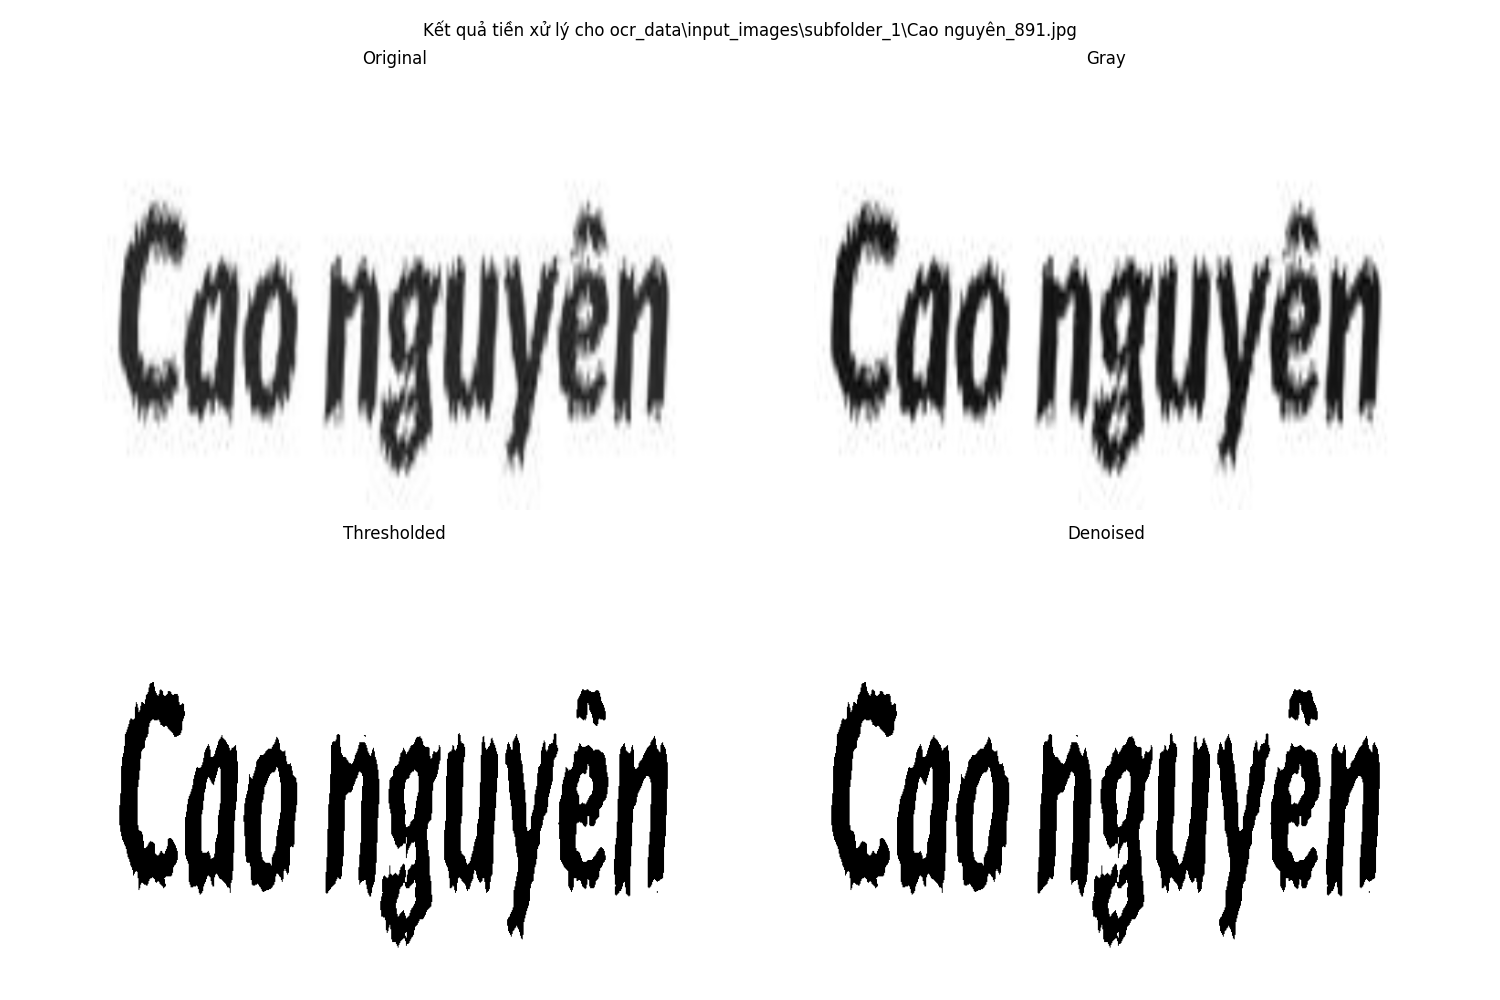 Kết quả tiền xử lý cho ocr_data\input_images\subfolder_1\Cao nguyên_891.jpg
Original
Gray
Cao nguyên
Cao nguyên
Thresholded
Denoised
Cao nguyên
Cao nguyên